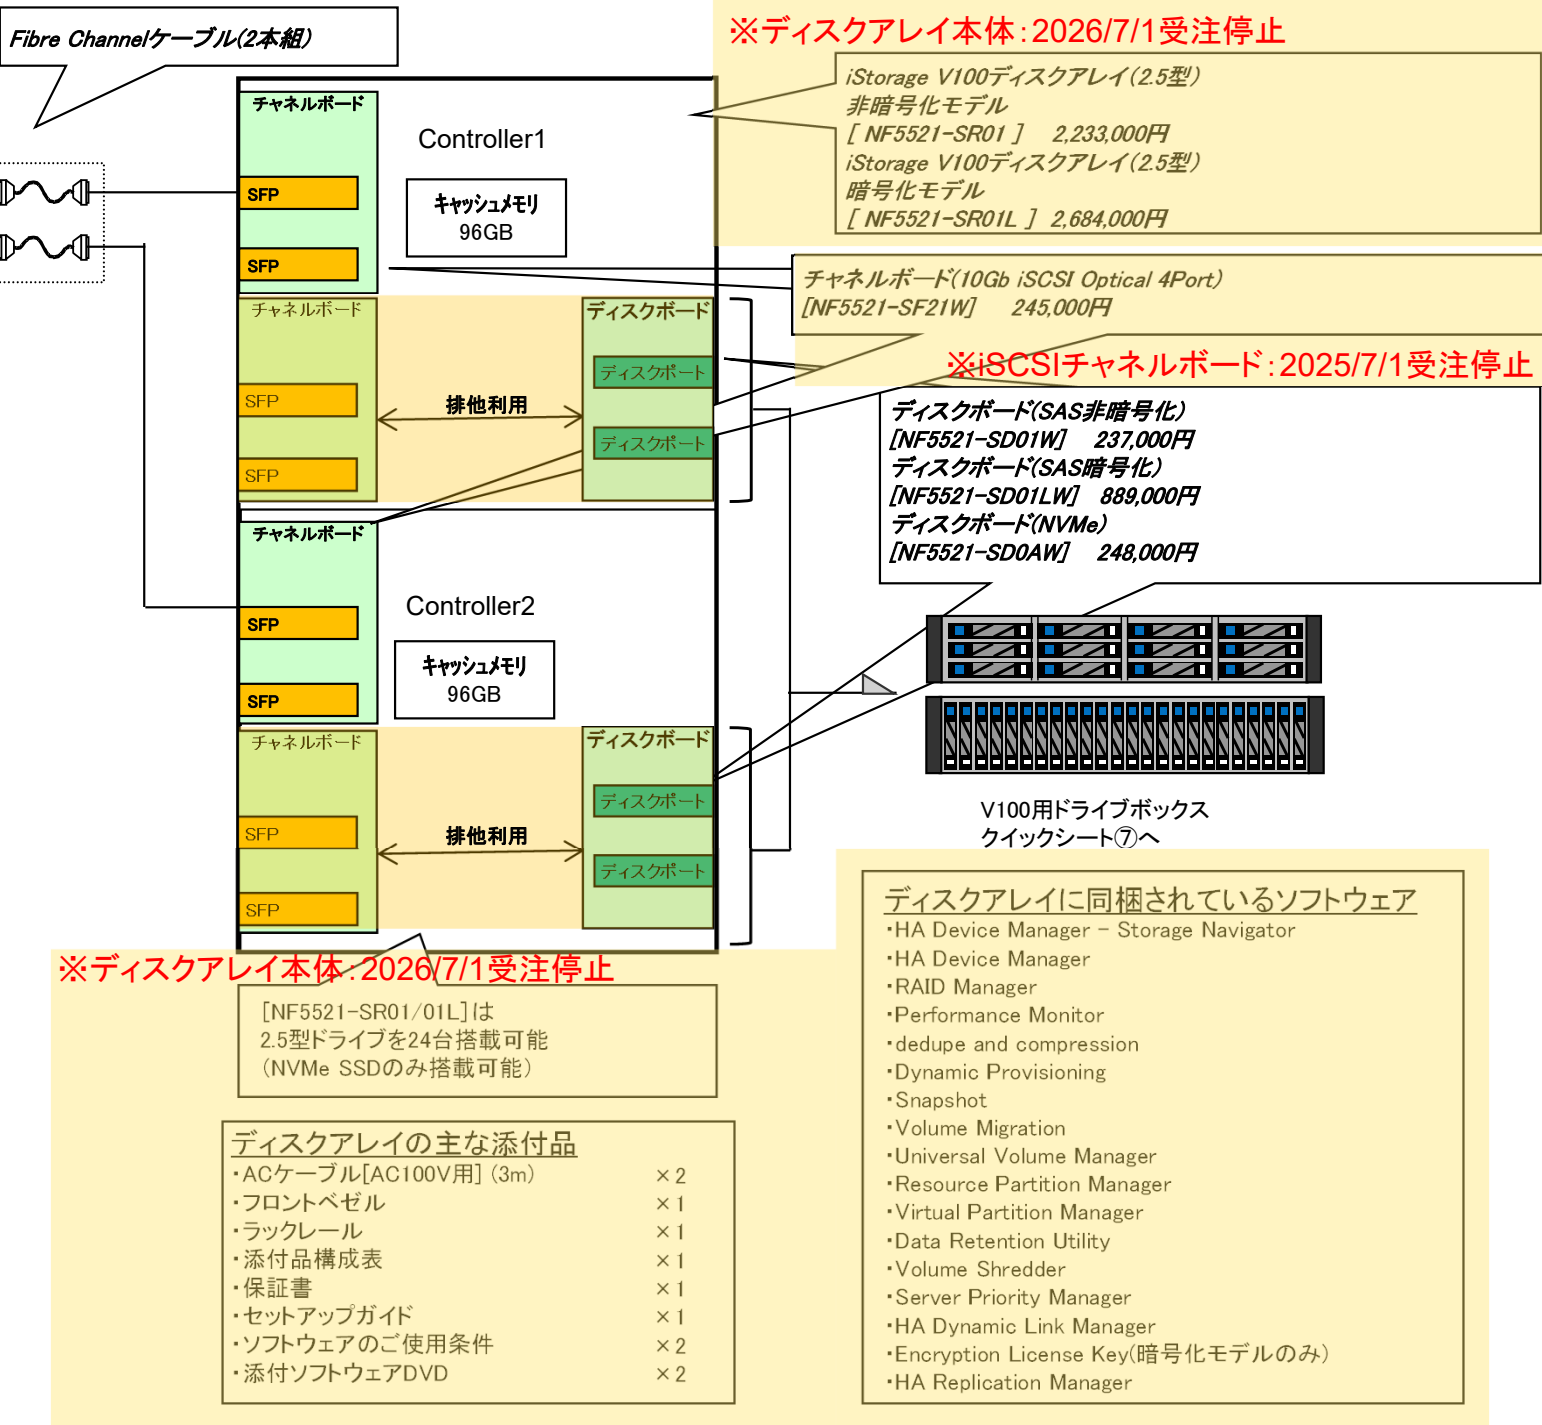 Fibre Channelケーブル(2本組)
※ディスクアレイ本体：2026/7/1受注停止
iStorage V100ディスクアレイ(2.5型)
非暗号化モデル
[ NF5521-SR01 ] 2,233,000円
iStorage V100ディスクアレイ(2.5型)
暗号化モデル
[ NF5521-SR01L ] 2,684,000円
チャネルボード
Controller1
SFP
キャッシュメモリ
96GB
SFP
チャネルボード(10Gb iSCSI Optical 4Port)
[NF5521-SF21W] 245,000円
チャネルボード
ディスクボード
※iSCSIチャネルボード：2025/7/1受注停止
ディスクポート
SFP
排他利用
ディスクポート
SFP
ディスクボード(SAS非暗号化)
[NF5521-SD01W] 237,000円
ディスクボード(SAS暗号化)
[NF5521-SD01LW] 889,000円
ディスクボード(NVMe)
[NF5521-SD0AW] 248,000円
チャネルボード
Controller2
SFP
キャッシュメモリ
96GB
SFP
チャネルボード
ディスクボード
ディスクポート
SFP
排他利用
ディスクポート
SFP
V100用ドライブボックス
クイックシート⑦へ
※ディスクアレイ本体：2026/7/1受注停止
[NF5521-SR01/01L]は
2.5型ドライブを24台搭載可能
(NVMe SSDのみ搭載可能)
ディスクアレイの主な添付品
・ACケーブル[AC100V用] (3m) ×2
・フロントベゼル ×1
・ラックレール ×1
・添付品構成表 ×1
・保証書 ×1
・セットアップガイド ×1
・ソフトウェアのご使用条件 ×2
・添付ソフトウェアDVD ×2
ディスクアレイに同梱されているソフトウェア
・HA Device Manager - Storage Navigator
・HA Device Manager
・RAID Manager
・Performance Monitor
・dedupe and compression
・Dynamic Provisioning
・Snapshot
・Volume Migration
・Universal Volume Manager
・Resource Partition Manager
・Virtual Partition Manager
・Data Retention Utility
・Volume Shredder
・Server Priority Manager
・HA Dynamic Link Manager
・Encryption License Key(暗号化モデルのみ)
・HA Replication Manager